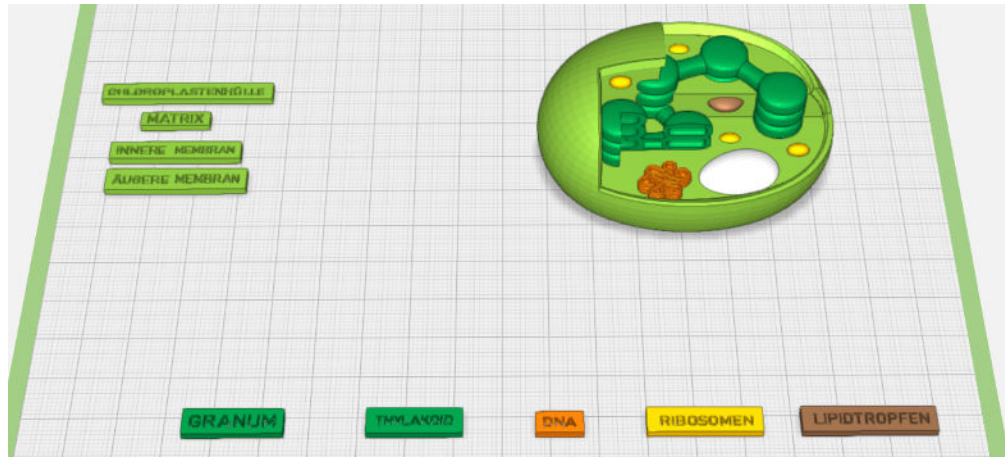 CHLOROPLASTENHÜLLE
MATRIX
INNERE MEMBRAN
ÄUßERE MEMBRAN
GRANUM
THYLAKOID
DNA
RIBOSOMEN
LIPIDTROPFEN